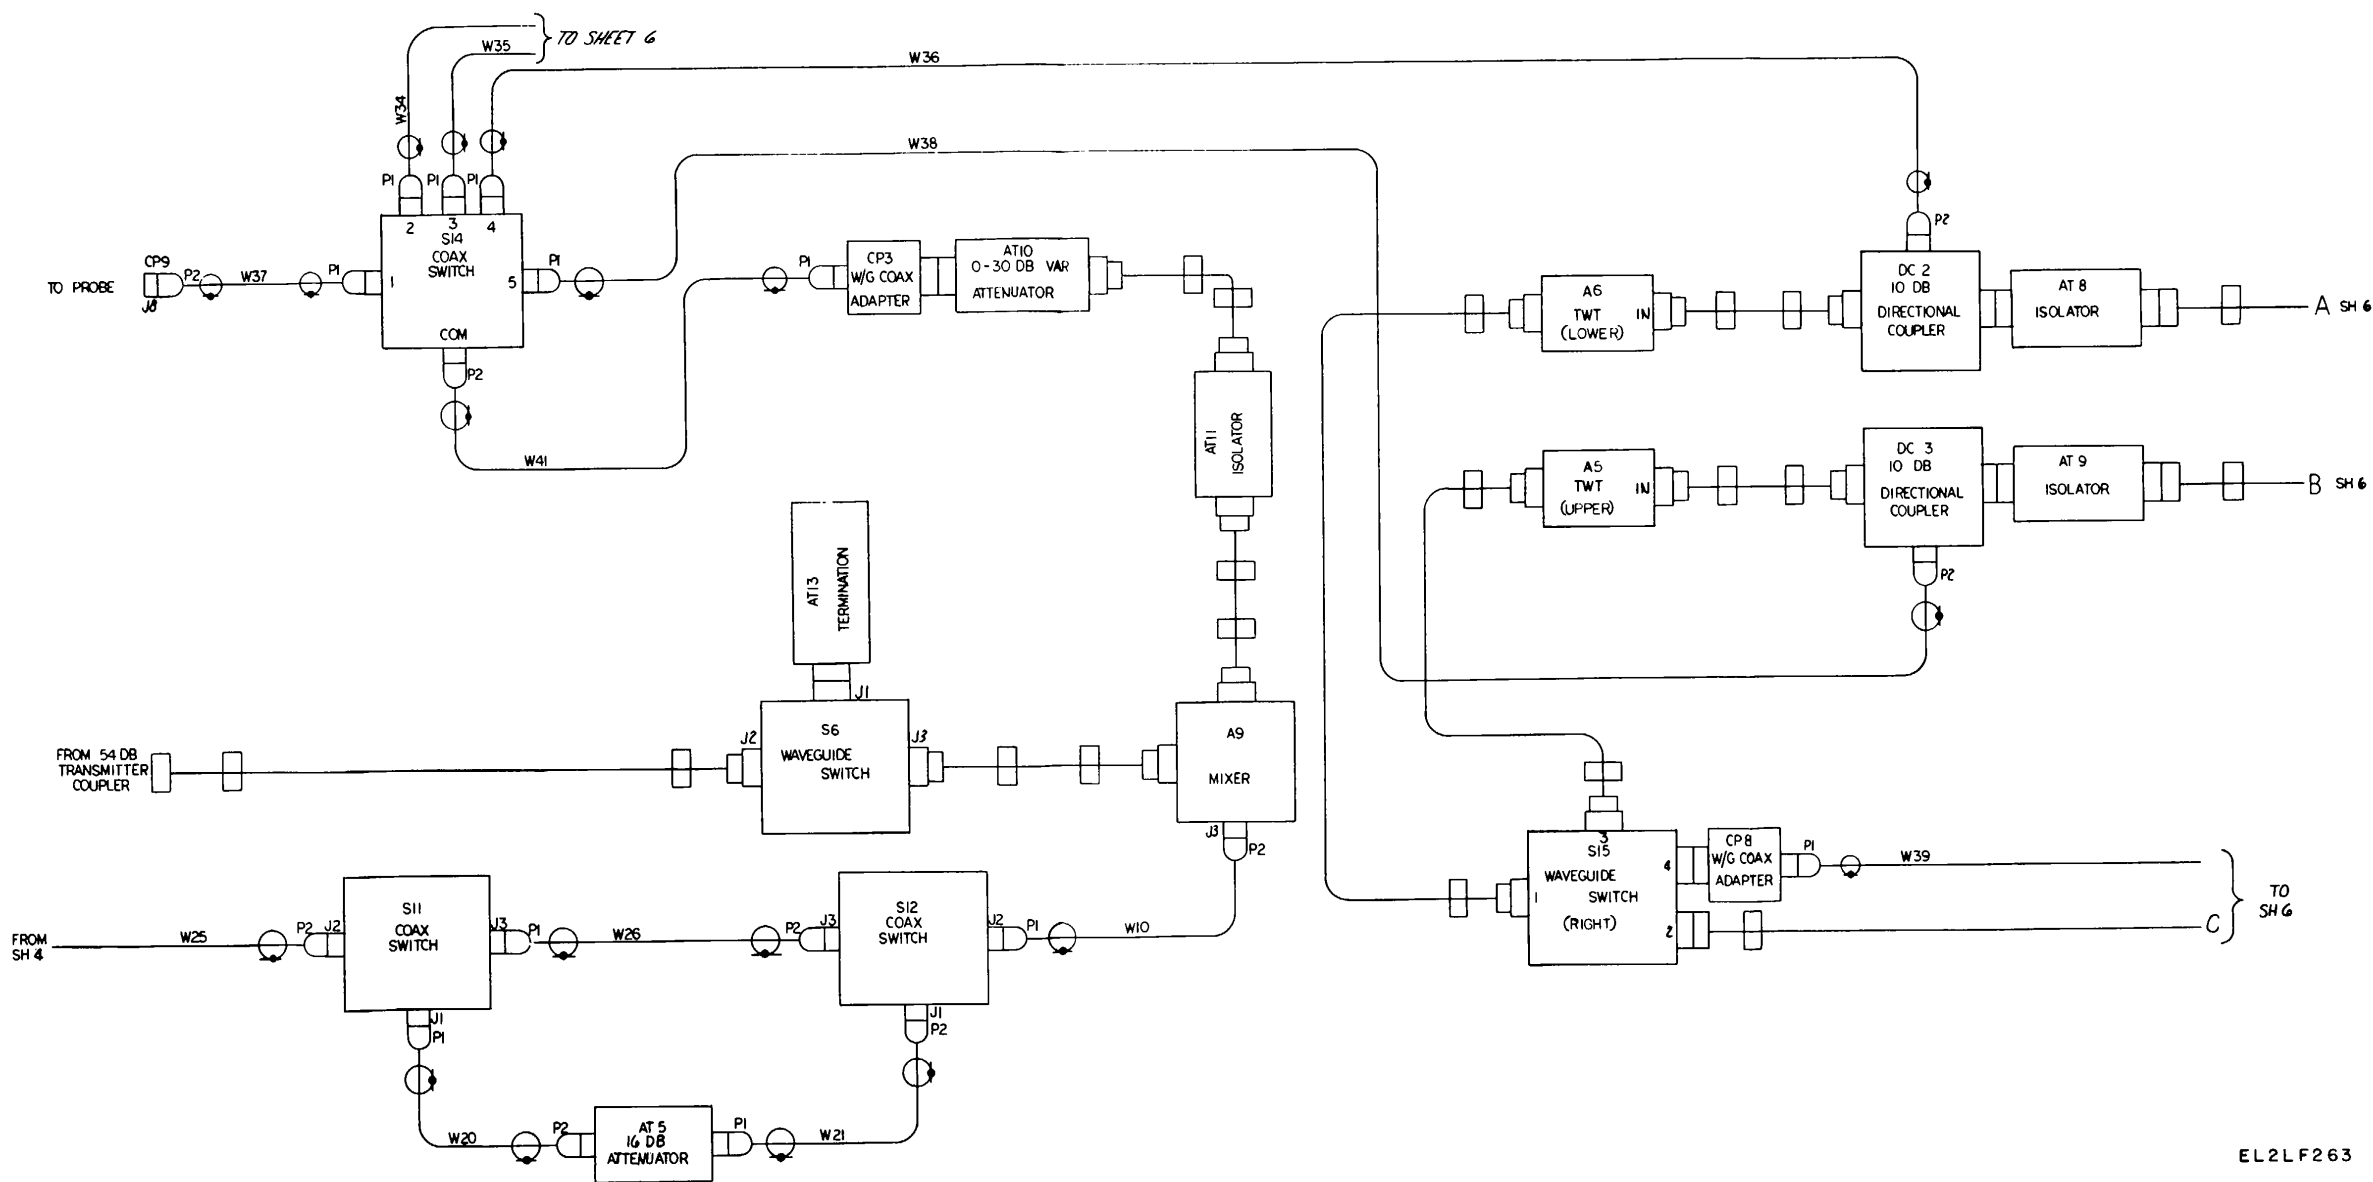 W35
TO SHEET 6
W36
W34
W38
P1
P1
P1
P2
2
3
4
S14
COAX
SWITCH
CP9
P2
W37
P1
1
5
P1
TO PROBE
J8
COM
P2
W41
P1
CP3
W/G COAX
ADAPTER
AT10
0-30 DB VAR
ATTENUATOR
AT11
ISOLATOR
A6
TWT
(LOWER)
IN
DC 2
10 DB
DIRECTIONAL
COUPLER
AT 8
ISOLATOR
A SH 6
A5
TWT
(UPPER)
IN
DC 3
10 DB
DIRECTIONAL
COUPLER
AT 9
ISOLATOR
B SH 6
P2
AT13
TERMINATION
J1
FROM 54 DB
TRANSMITTER
COUPLER
J2
S6
WAVEGUIDE
SWITCH
J3
A9
MIXER
J3
P2
3
S15
WAVEGUIDE
SWITCH
(RIGHT)
1
4
2
CP8
W/G COAX
ADAPTER
P1
W39
C
TO
SH 6
FROM
SH 4
W25
P2
J2
S11
COAX
SWITCH
J3
P1
W26
P2
J3
S12
COAX
SWITCH
J2
P1
W10
J1
P1
J1
P2
W20
P2
AT 5
16 DB
ATTENUATOR
P1
W21
EL2LF263